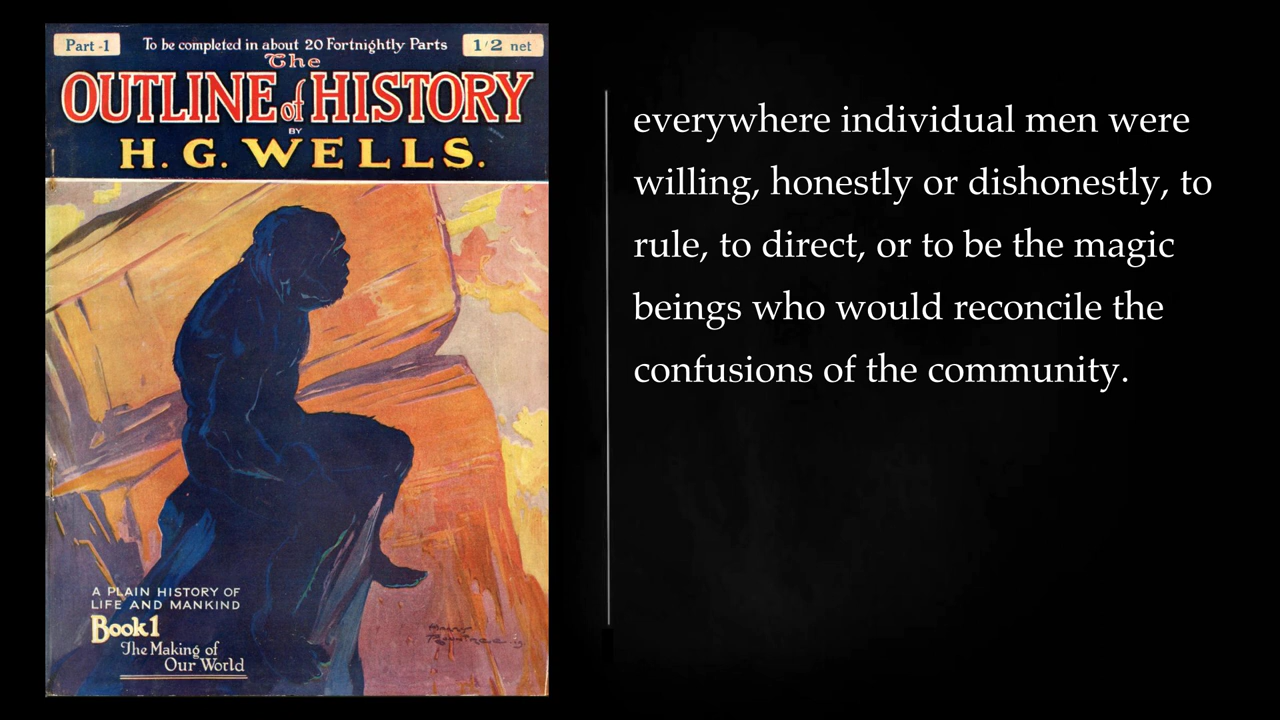 Part -1
To be completed in about 20 Fortnightly Parts
1/2 net
The
OUTLINE of HISTORY
BY
H. G. WELLS.
A PLAIN HISTORY OF
LIFE AND MANKIND
Book 1
The Making of
Our World
everywhere individual men were
willing, honestly or dishonestly, to
rule, to direct, or to be the magic
beings who would reconcile the
confusions of the community.